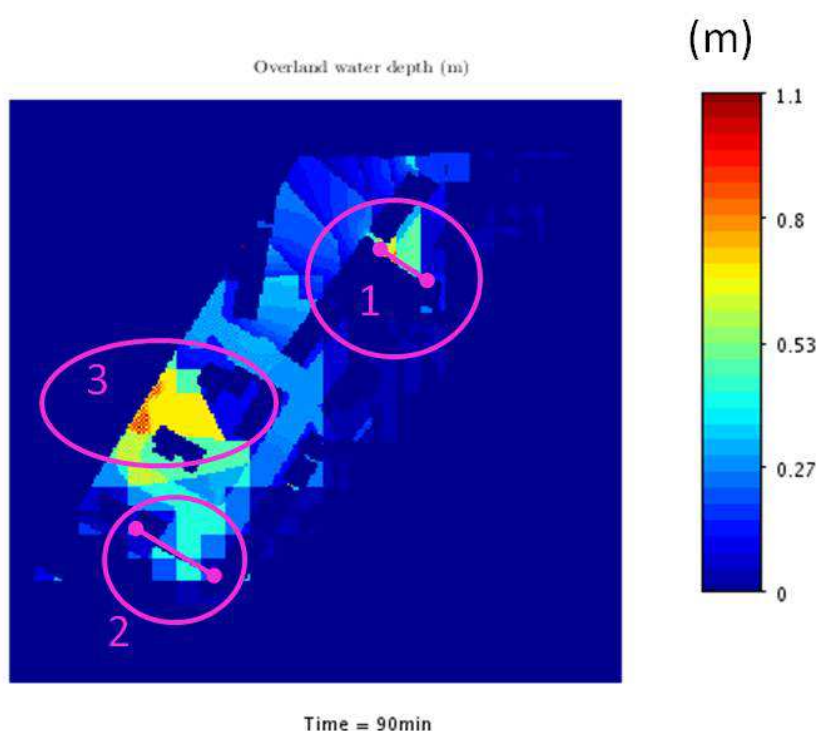 (m)
Overland water depth (m)
1.1
0.8
0.53
0.27
0
1
3
2
Time = 90min